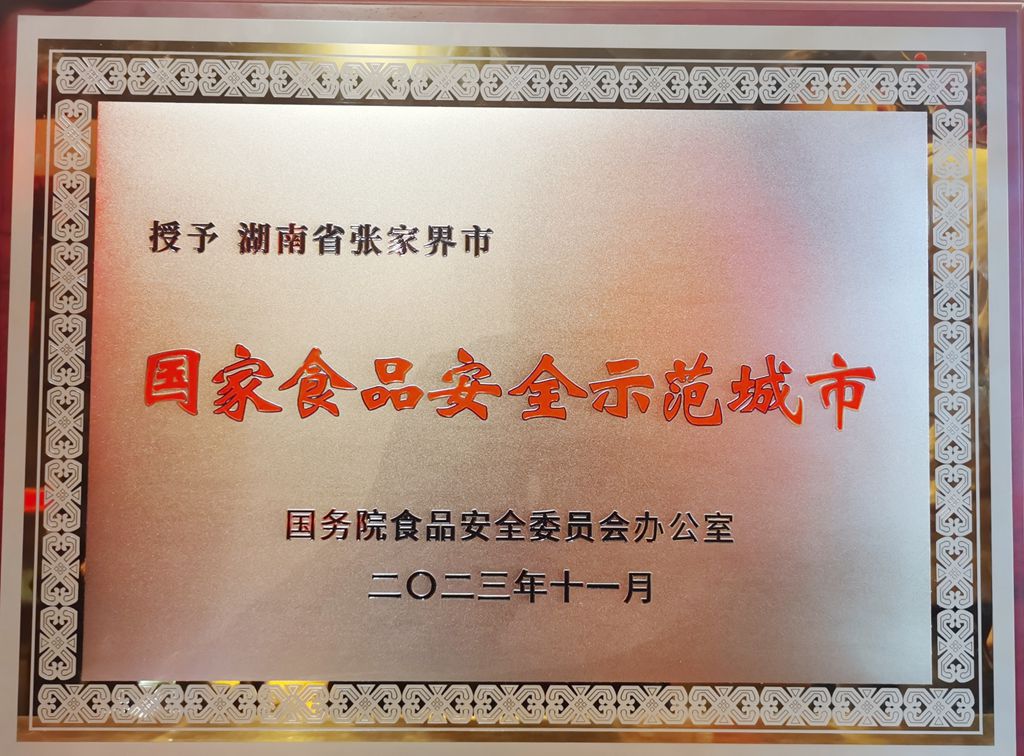 授予 湖南省张家界市
国家食品安全示范城市
国务院食品安全委员会办公室
二〇二三年十一月